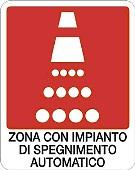 ZONA CON IMPIANTO
DI SPEGNIMENTO
AUTOMATICO